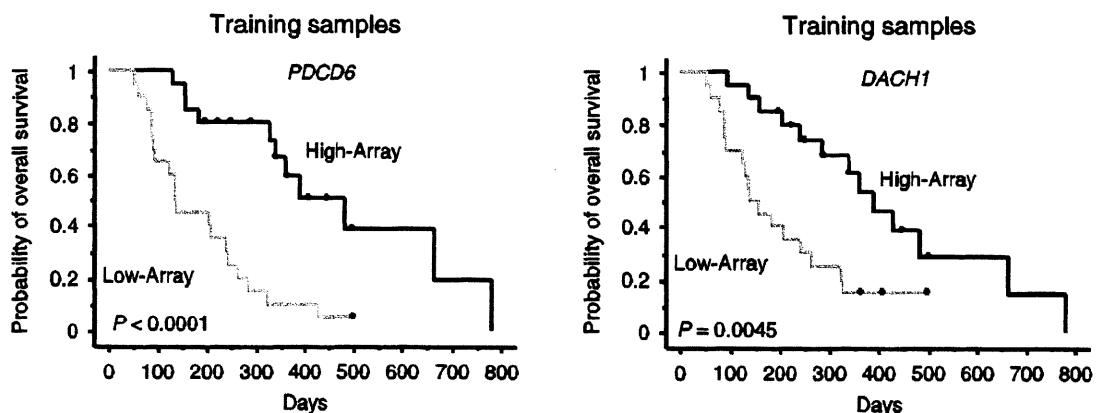 Training samples
PDCD6
Probability of overall survival
1
0.8
0.6
0.4
0.2
0
High-Array
Low-Array
P < 0.0001
0 100 200 300 400 500 600 700 800
Days
Training samples
DACH1
Probability of overall survival
1
0.8
0.6
0.4
0.2
0
High-Array
Low-Array
P = 0.0045
0 100 200 300 400 500 600 700 800
Days